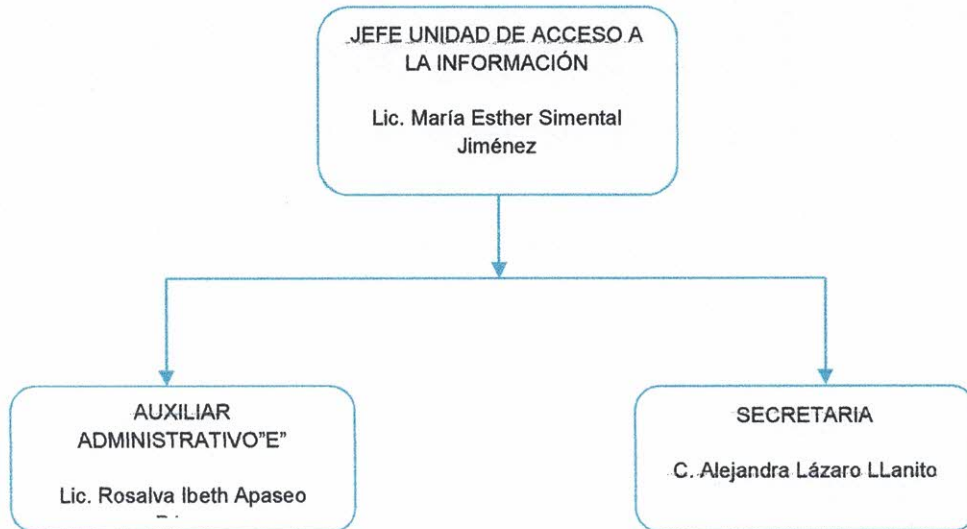 JEFE UNIDAD DE ACCESO A
LA INFORMACIÓN
Lic. María Esther Simental
Jiménez
AUXILIAR
ADMINISTRATIVO"E"
Lic. Rosalva Ibeth Apaseo
SECRETARIA
C. Alejandra Lázaro LLanito